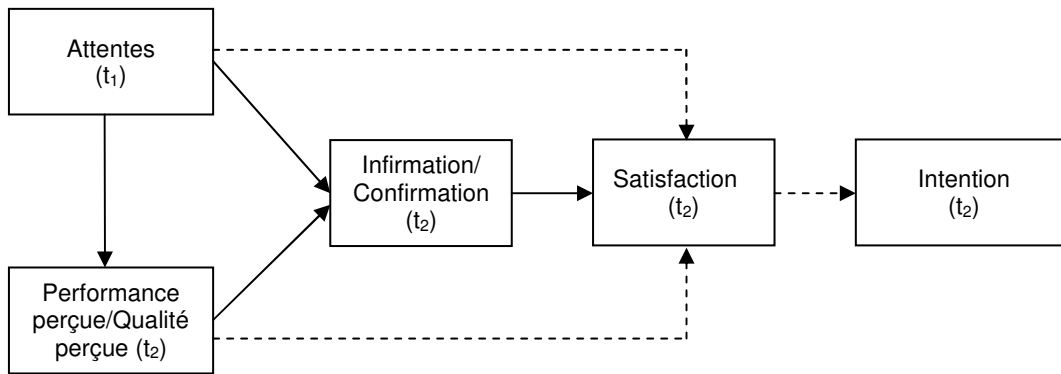 Attentes
(t₁)
Infirmation/
Confirmation
(t₂)
Satisfaction
(t₂)
Intention
(t₂)
Performance
perçue/Qualité
perçue (t₂)